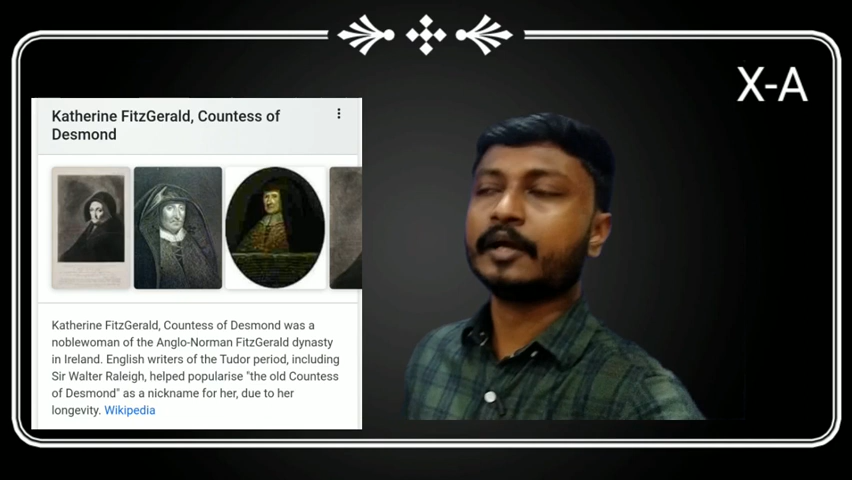 X-A
Katherine FitzGerald, Countess of
Desmond
Katherine FitzGerald, Countess of Desmond was a
noblewoman of the Anglo-Norman FitzGerald dynasty
in Ireland. English writers of the Tudor period, including
Sir Walter Raleigh, helped popularise "the old Countess
of Desmond" as a nickname for her, due to her
longevity. Wikipedia